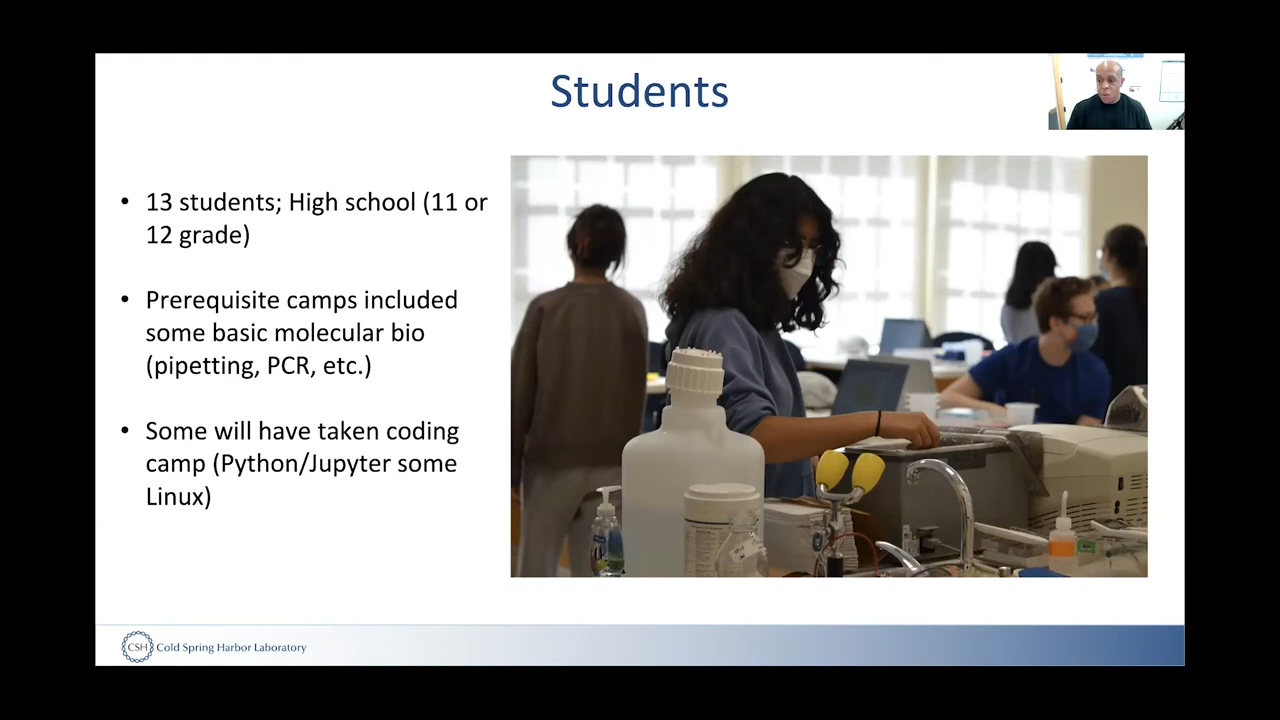 Students
• 13 students; High school (11 or
12 grade)
• Prerequisite camps included
some basic molecular bio
(pipetting, PCR, etc.)
• Some will have taken coding
camp (Python/Jupyter some
Linux)
CSH Cold Spring Harbor Laboratory